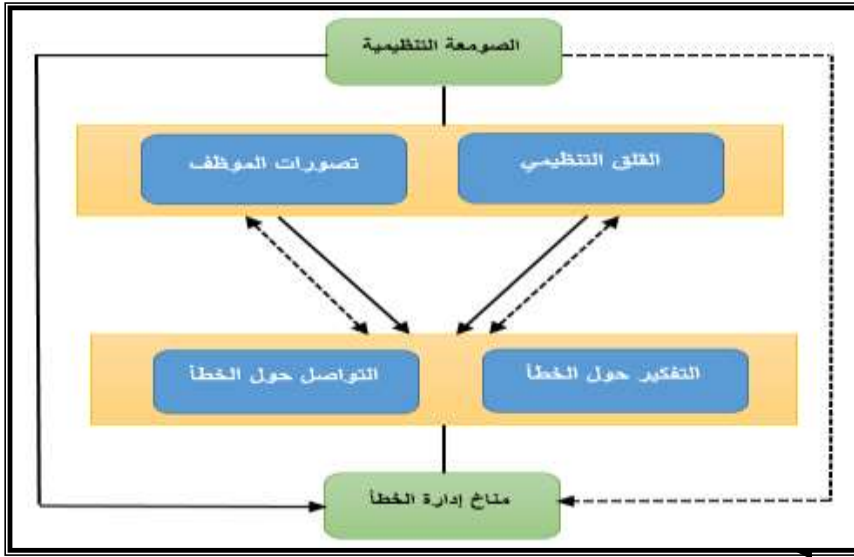 الصومعة التنظيمية
القلق التنظيمي
تصورات الموظف
التفكير حول الخطأ
التواصل حول الخطأ
مناخ إدارة الخطأ